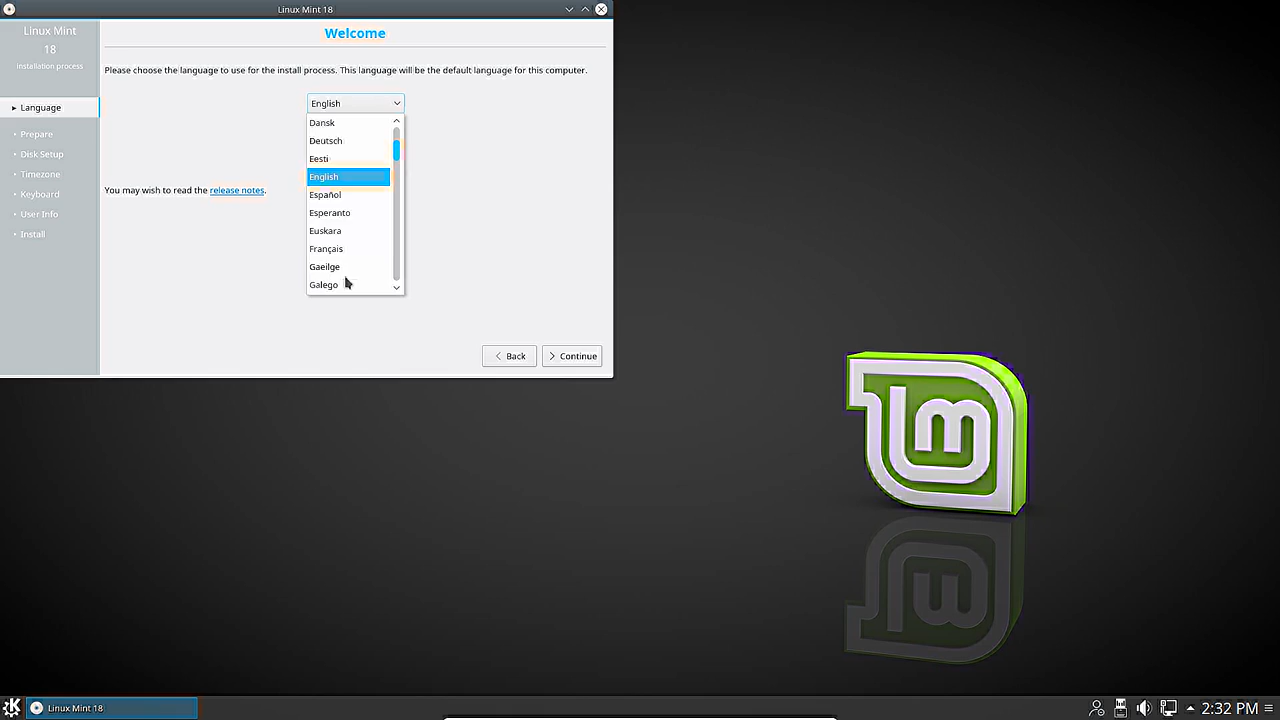 Linux Mint 18
Linux Mint
18
installation process
Language
Prepare
Disk Setup
Timezone
Keyboard
User Info
Install
Welcome
Please choose the language to use for the install process. This language will be the default language for this computer.
English
Dansk
Deutsch
Eesti
English
Español
Esperanto
Euskara
Français
Gaeilge
Galego
You may wish to read the release notes.
Back
Continue
Linux Mint 18
2:32 PM